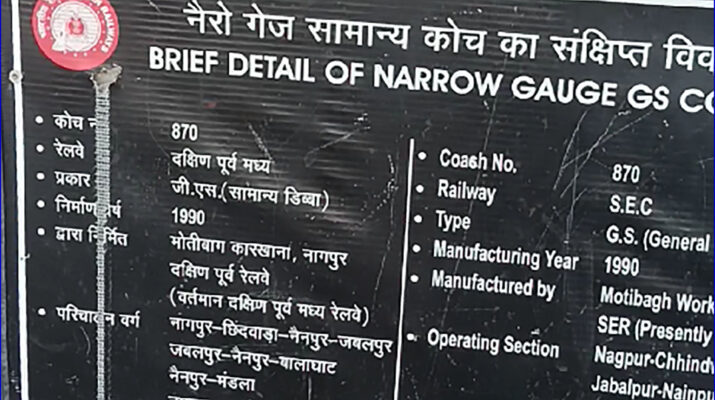 नैरो गेज सामान्य कोच का संक्षिप्त
BRIEF DETAIL OF NARROW GAUGE GS
• कोच 870
• रेलवे दक्षिण पूर्व मध्य
• प्रकार जी.एस.(सामान्य डिब्बा)
• निर्माण वर्ष 1990
• द्वारा निर्मित मोतीबाग कारखाना, नागपुर
दक्षिण पूर्व रेलवे
(वर्तमान दक्षिण पूर्व मध्य रेलवे)
• परिचालन वर्ग नागपुर-छिंदवाड़ा-नैनपुर-जबलपुर
जबलपुर-नैनपुर-बालाघाट
नैनपुर-मंडला
• Coash No. 870
• Railway S.E.C
• Type G.S. (General
• Manufacturing Year 1990
• Manufactured by Motibagh Work
SER (Presently
• Operating Section Nagpur-Chhindw
Jabalpur-Nainpu